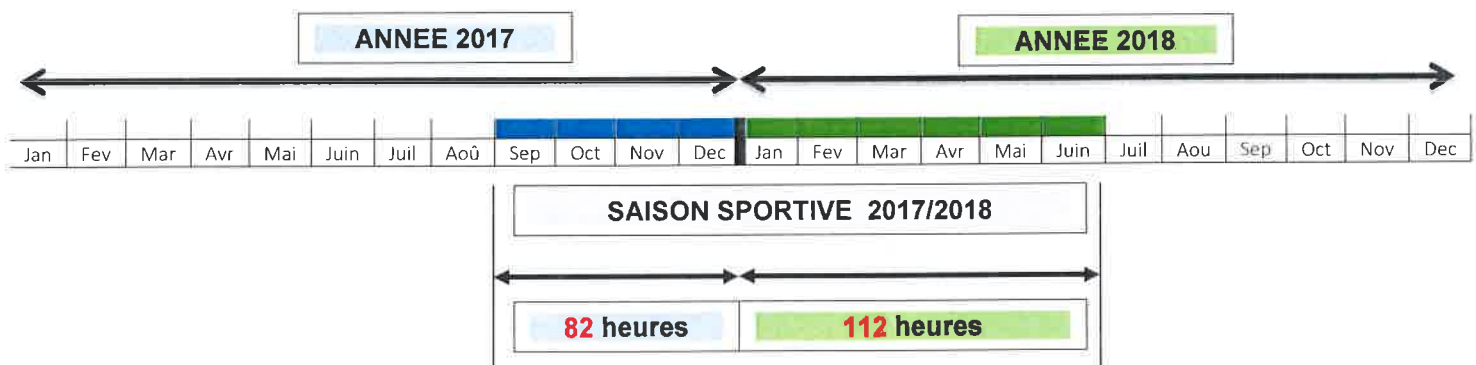 ANNEE 2017
ANNEE 2018
Jan Fev Mar Avr Mai Juin Juil Aoû Sep Oct Nov Dec Jan Fev Mar Avr Mai Juin Juil Aou Sep Oct Nov Dec
SAISON SPORTIVE 2017/2018
82 heures 112 heures